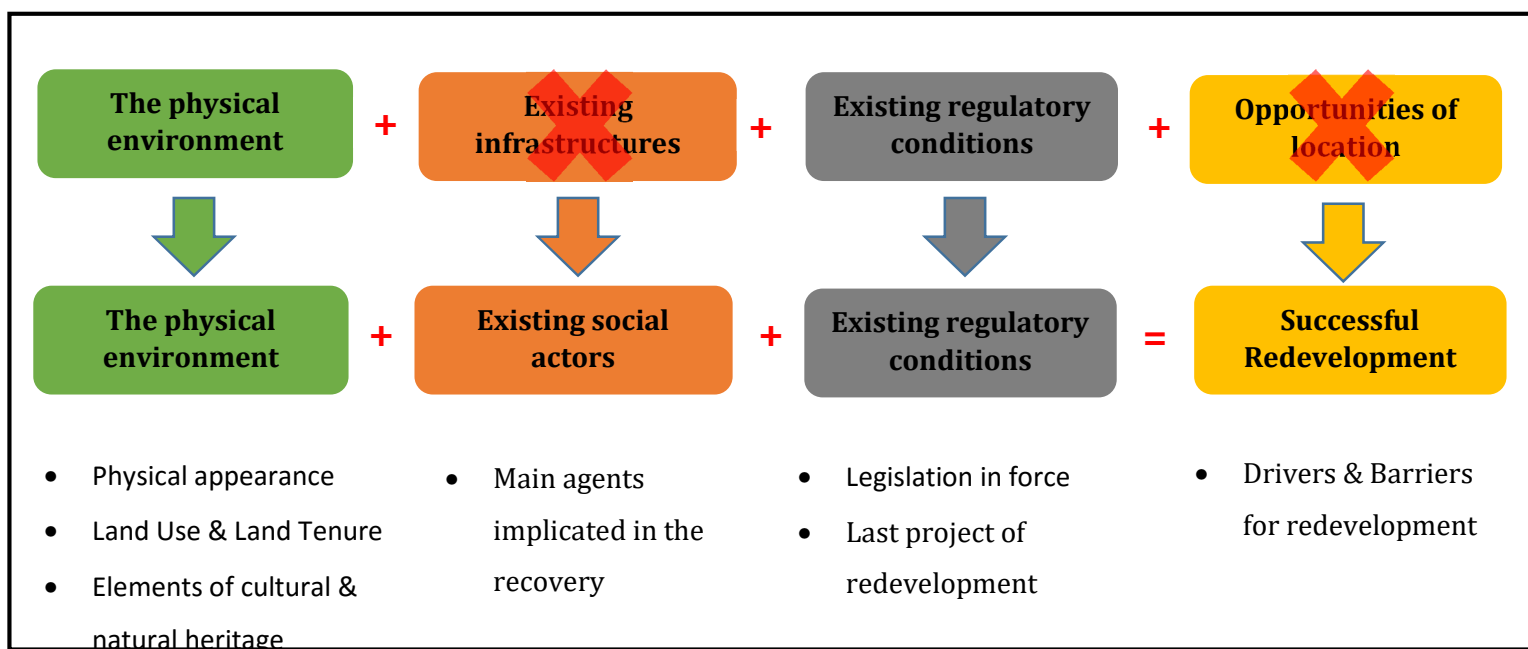 The physical
environment
+
Existing
infrastructures
+
Existing regulatory
conditions
+
Opportunities of
location
The physical
environment
+
Existing social
actors
+
Existing regulatory
conditions
=
Successful
Redevelopment
• Physical appearance
• Land Use & Land Tenure
• Elements of cultural &
natural heritage
• Main agents
implicated in the
recovery
• Legislation in force
• Last project of
redevelopment
• Drivers & Barriers
for redevelopment